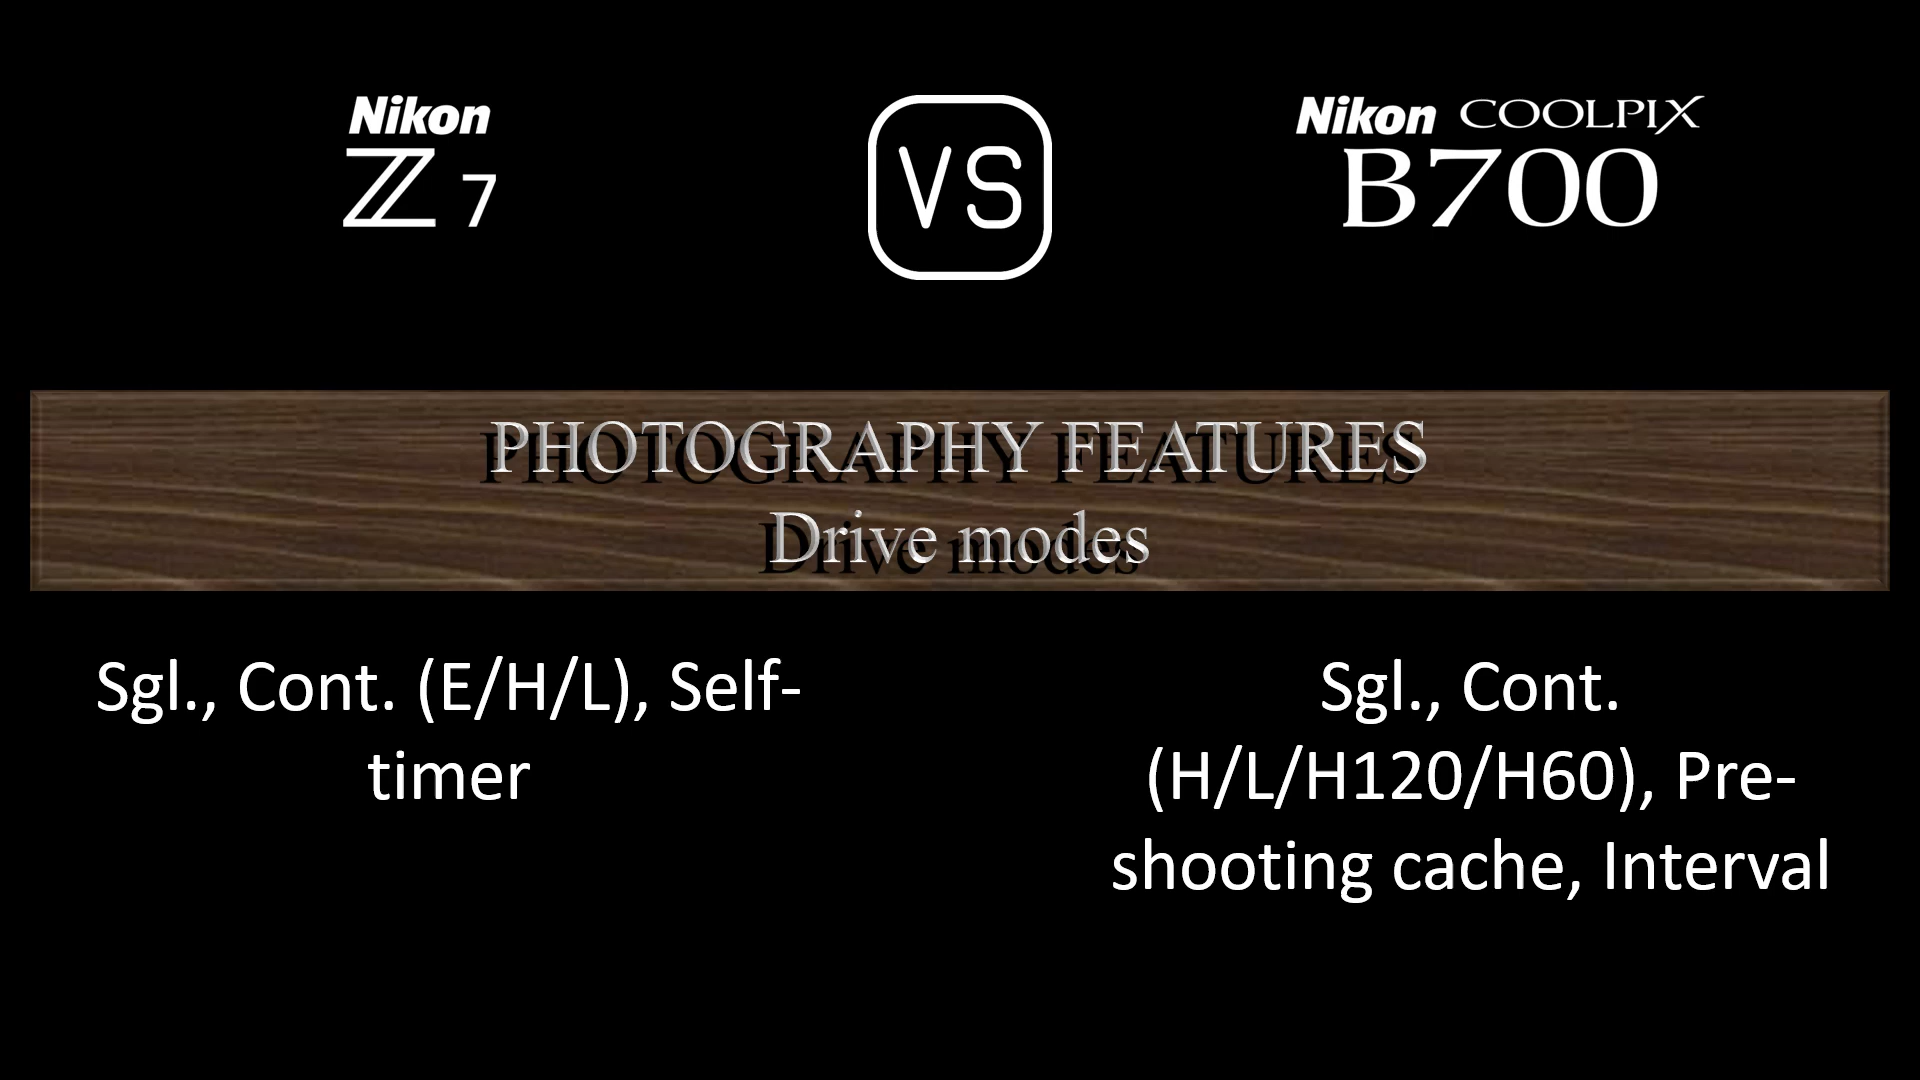 Nikon
Z 7
VS
Nikon COOLPIX
B700
PHOTOGRAPHY FEATURES
Drive modes
Sgl., Cont. (E/H/L), Self-
timer
Sgl., Cont.
(H/L/H120/H60), Pre-
shooting cache, Interval